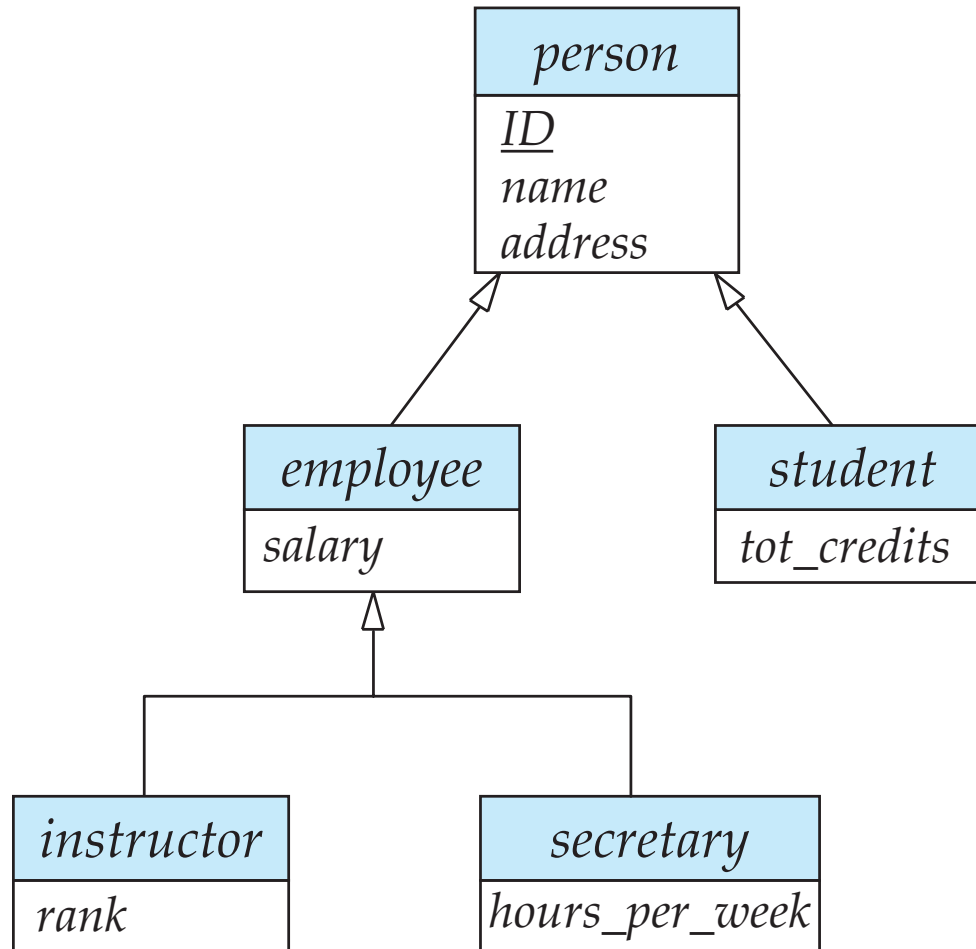 person
ID
name
address
employee
salary
student
tot_credits
instructor
rank
secretary
hours_per_week